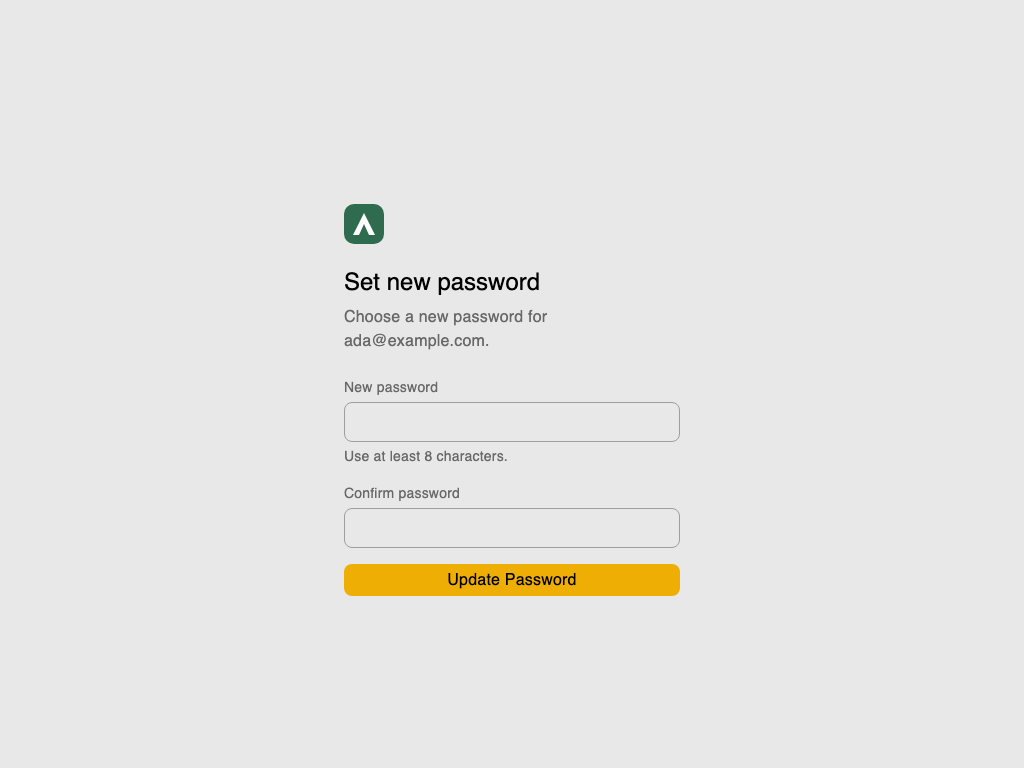 Set new password
Choose a new password for
ada@example.com.
New password
Use at least 8 characters.
Confirm password
Update Password